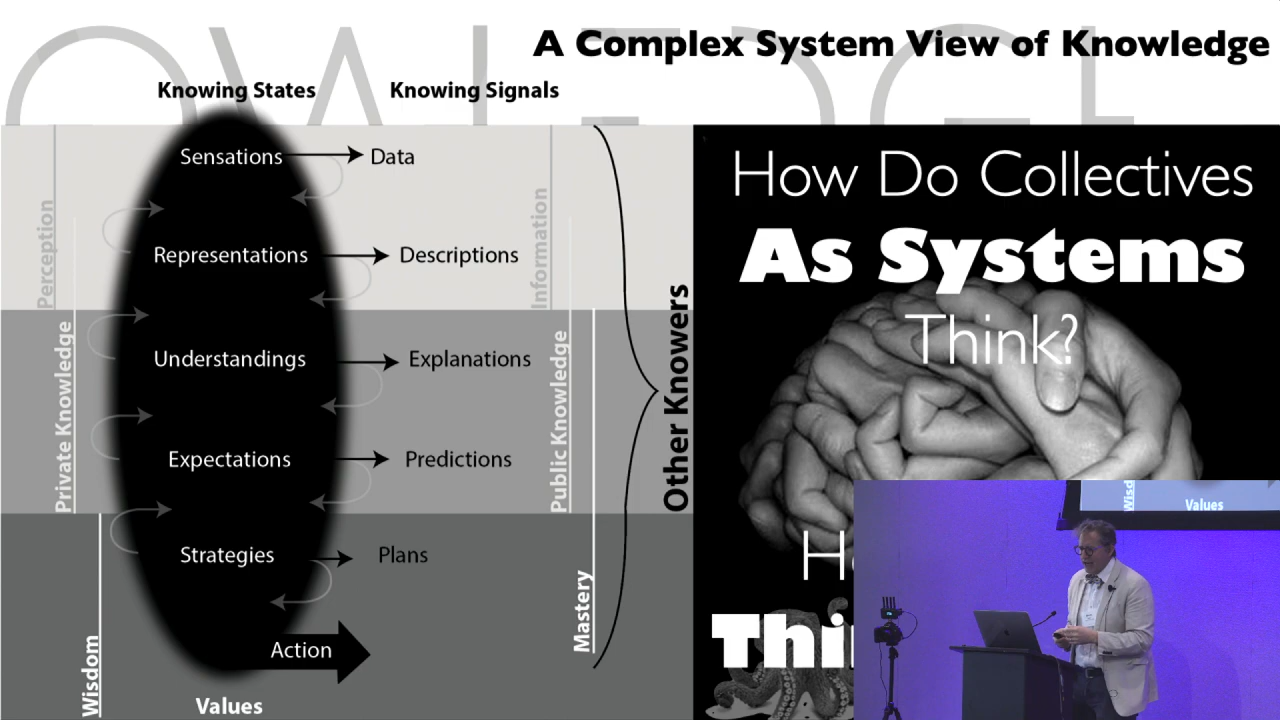 A Complex System View of Knowledge
Knowing States
Knowing Signals
Sensations
Data
Perception
Information
Representations
Descriptions
Understandings
Explanations
Private Knowledge
Public Knowledge
Expectations
Predictions
Strategies
Plans
Wisdom
Mastery
Action
Values
Other Knowers
How Do Collectives
As Systems
Think?
Values